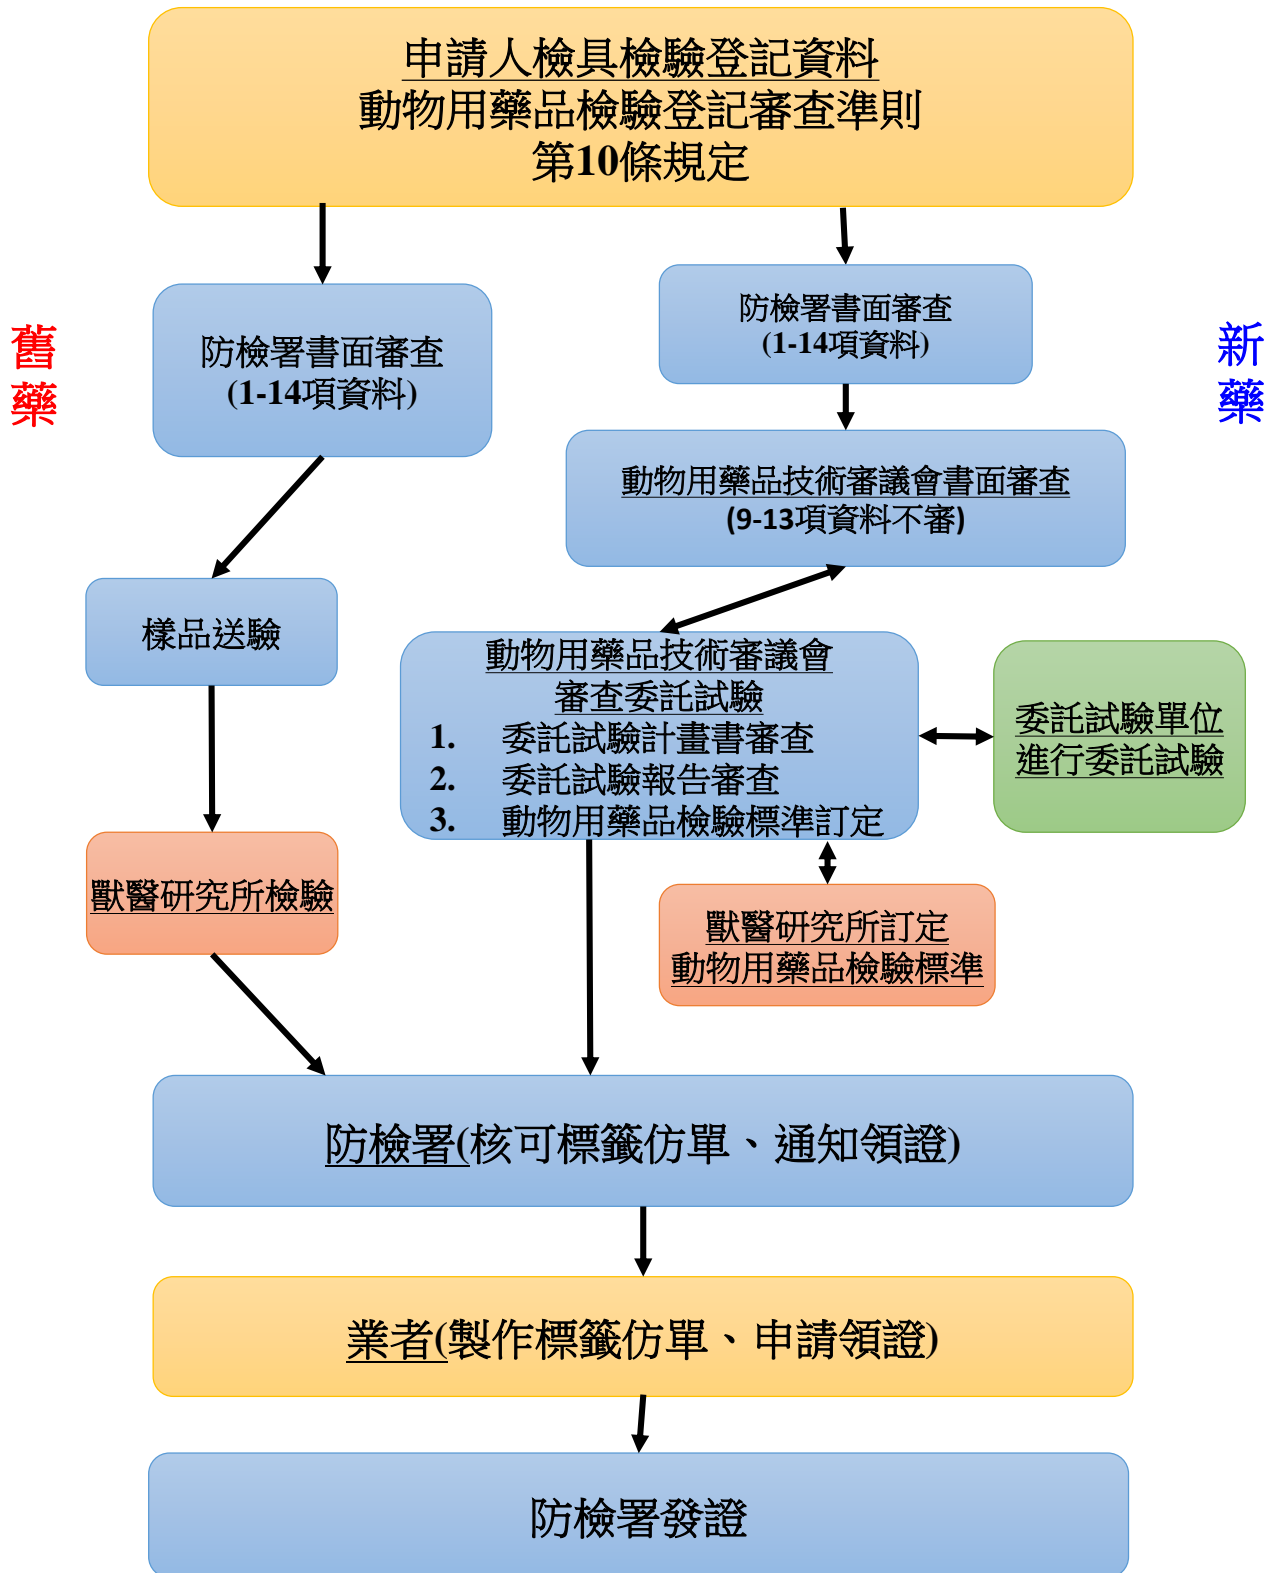 申請人檢具檢驗登記資料
動物用藥品檢驗登記審查準則
第10條規定
舊
藥
防檢署書面審查
(1-14項資料)
樣品送驗
獸醫研究所檢驗
新
藥
防檢署書面審查
(1-14項資料)
動物用藥品技術審議會書面審查
(9-13項資料不審)
動物用藥品技術審議會
審查委託試驗
1. 委託試驗計畫書審查
2. 委託試驗報告審查
3. 動物用藥品檢驗標準訂定
委託試驗單位
進行委託試驗
獸醫研究所訂定
動物用藥品檢驗標準
防檢署(核可標籤仿單、通知領證)
業者(製作標籤仿單、申請領證)
防檢署發證